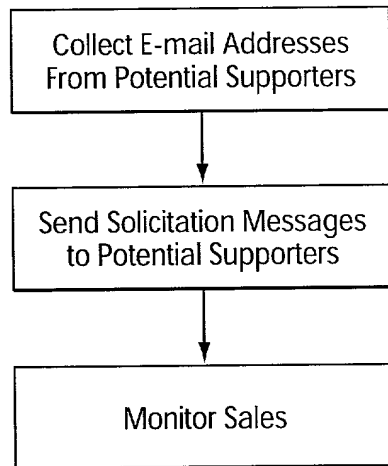 Collect E-mail Addresses
From Potential Supporters
Send Solicitation Messages
to Potential Supporters
Monitor Sales